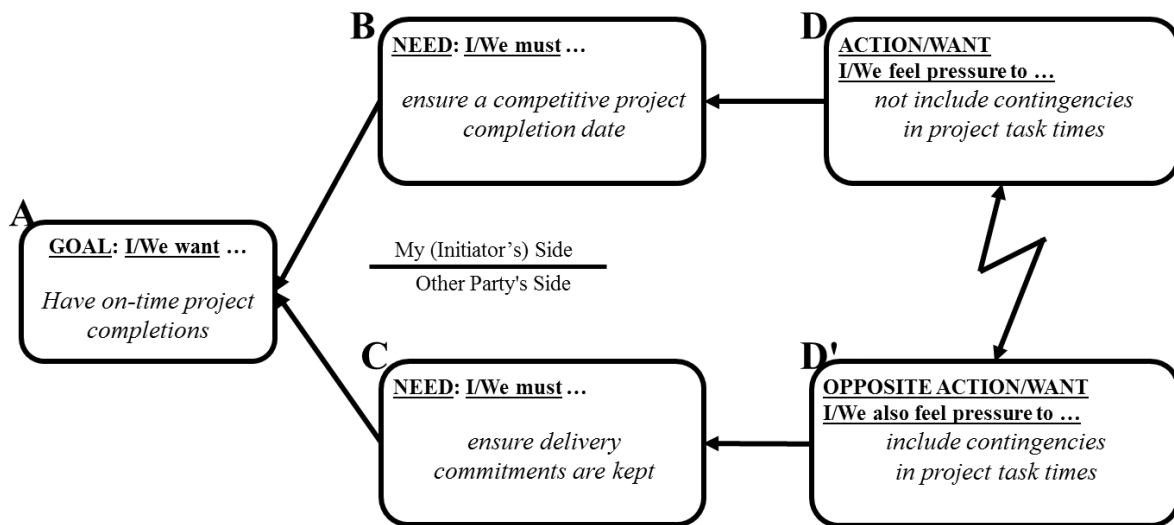 B
NEED: I/We must …
ensure a competitive project
completion date
D
ACTION/WANT
I/We feel pressure to …
not include contingencies
in project task times
A
GOAL: I/We want …
Have on-time project
completions
My (Initiator’s) Side
Other Party's Side
C
NEED: I/We must …
ensure delivery
commitments are kept
D'
OPPOSITE ACTION/WANT
I/We also feel pressure to …
include contingencies
in project task times